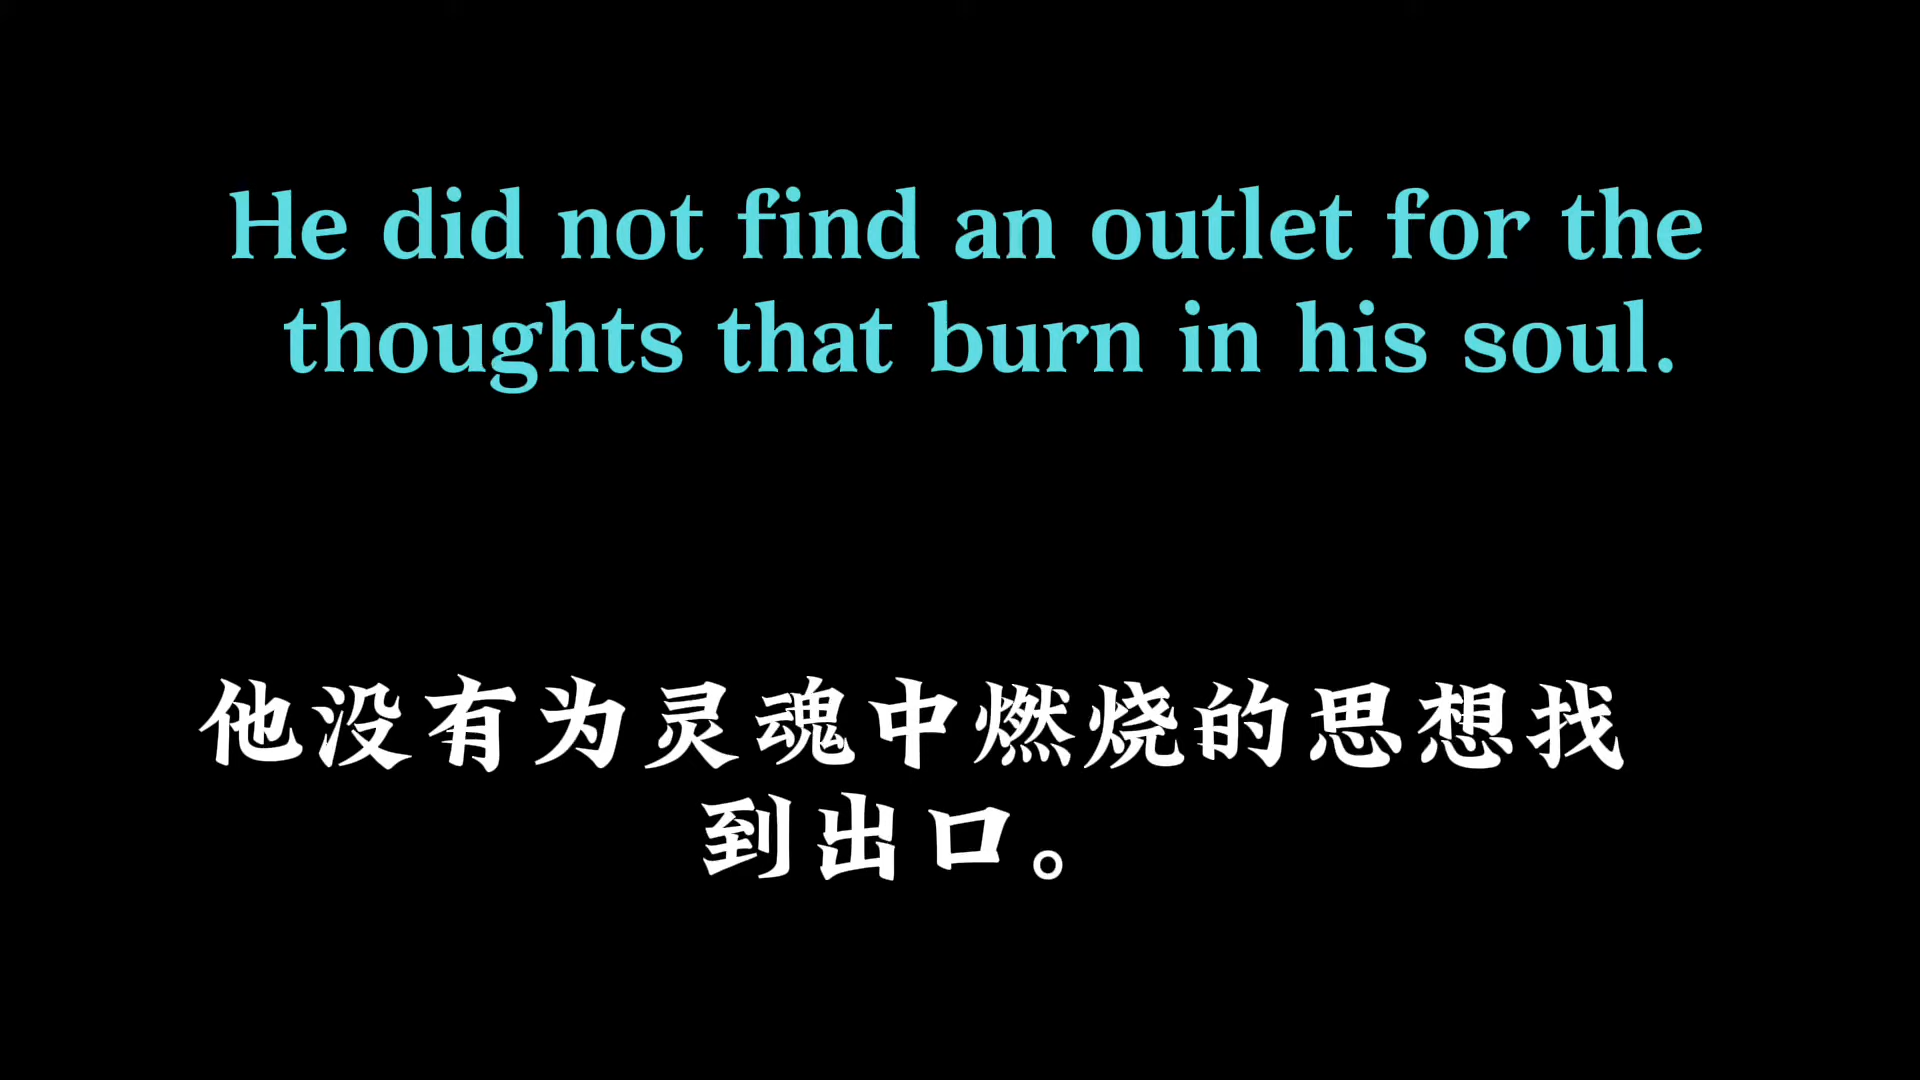 He did not find an outlet for the
thoughts that burn in his soul.
他没有为灵魂中燃烧的思想找
到出口。